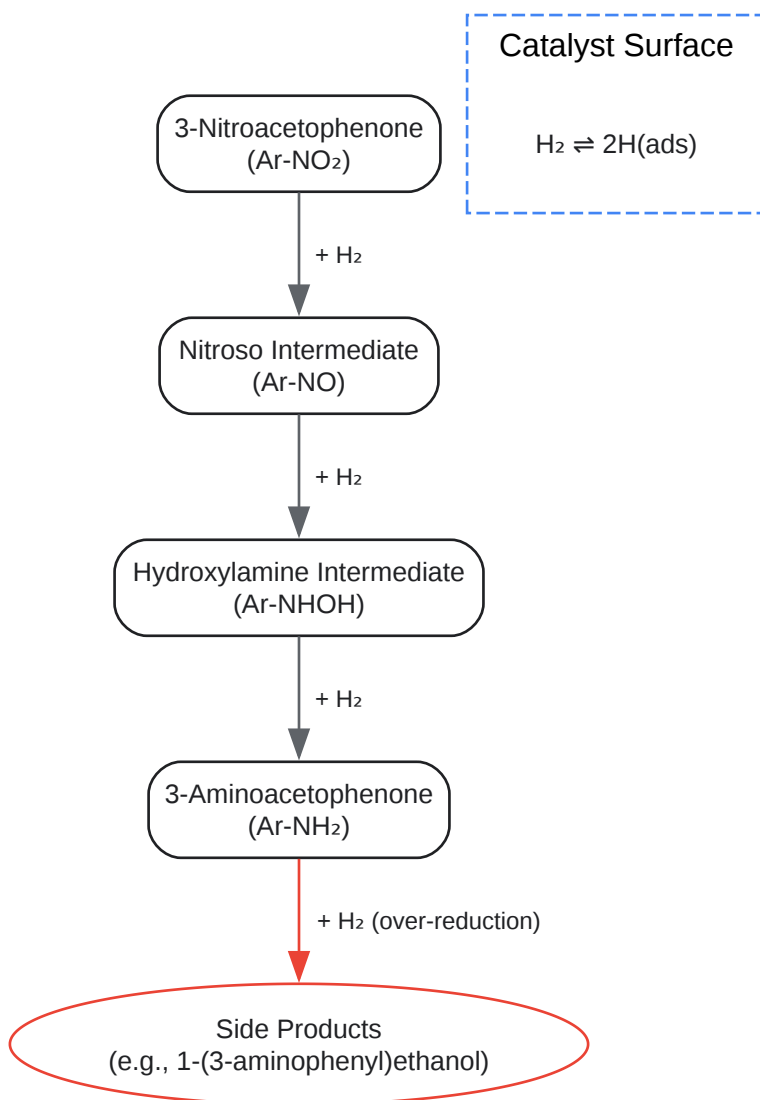 Catalyst Surface
H₂ ⇌ 2H(ads)
3-Nitroacetophenone
(Ar-NO₂)
+ H₂
Nitroso Intermediate
(Ar-NO)
+ H₂
Hydroxylamine Intermediate
(Ar-NHOH)
+ H₂
3-Aminoacetophenone
(Ar-NH₂)
+ H₂ (over-reduction)
Side Products
(e.g., 1-(3-aminophenyl)ethanol)